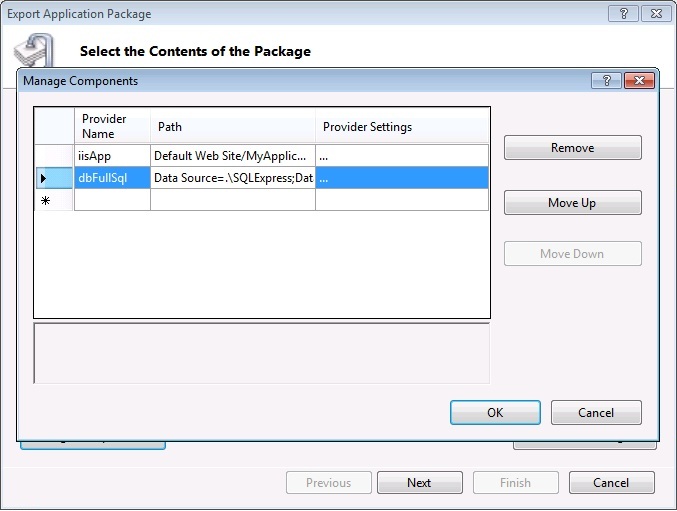 Export Application Package
Select the Contents of the Package
Manage Components
Provider Name Path Provider Settings
iisApp Default Web Site/MyApplic... ...
dbFullSql Data Source=.\SQLExpress;Dat ...
Remove
Move Up
Move Down
OK Cancel
Previous Next Finish Cancel